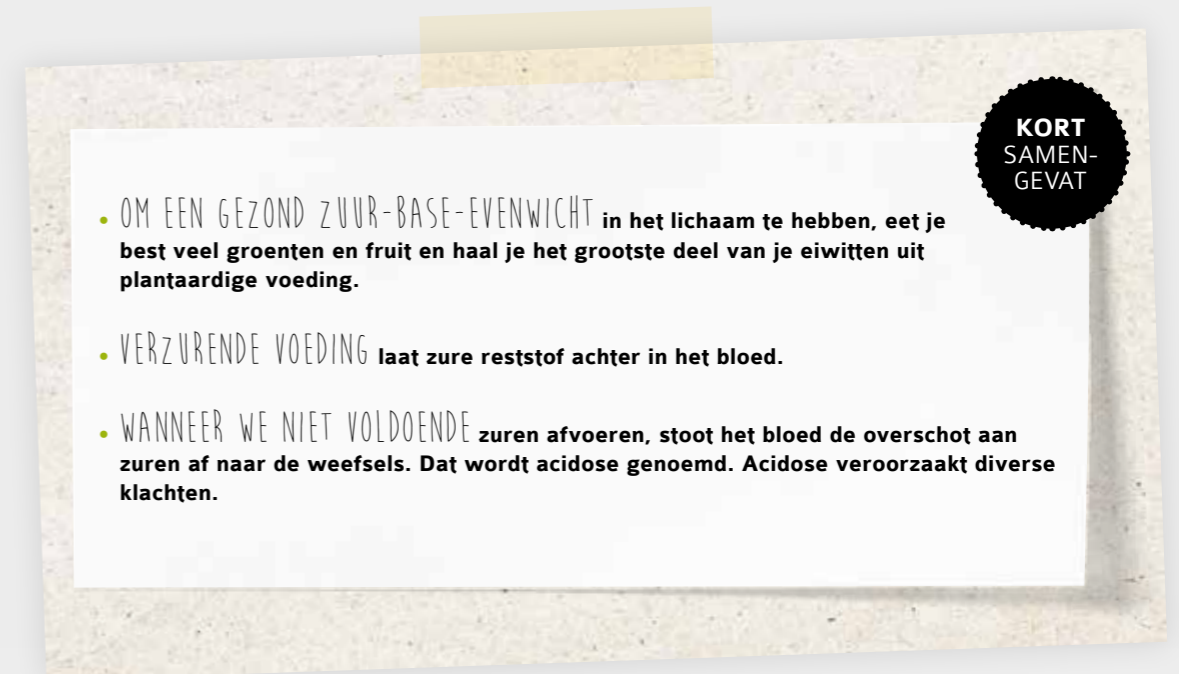 KORT
SAMEN-
GEVAT
• OM EEN GEZOND ZUUR-BASE-EVENWICHT in het lichaam te hebben, eet je
best veel groenten en fruit en haal je het grootste deel van je eiwitten uit
plantaardige voeding.
• VERZURENDE VOEDING laat zure reststof achter in het bloed.
• WANNEER WE NIET VOLDOENDE zuren afvoeren, stoot het bloed de overschot aan
zuren af naar de weefsels. Dat wordt acidose genoemd. Acidose veroorzaakt diverse
klachten.